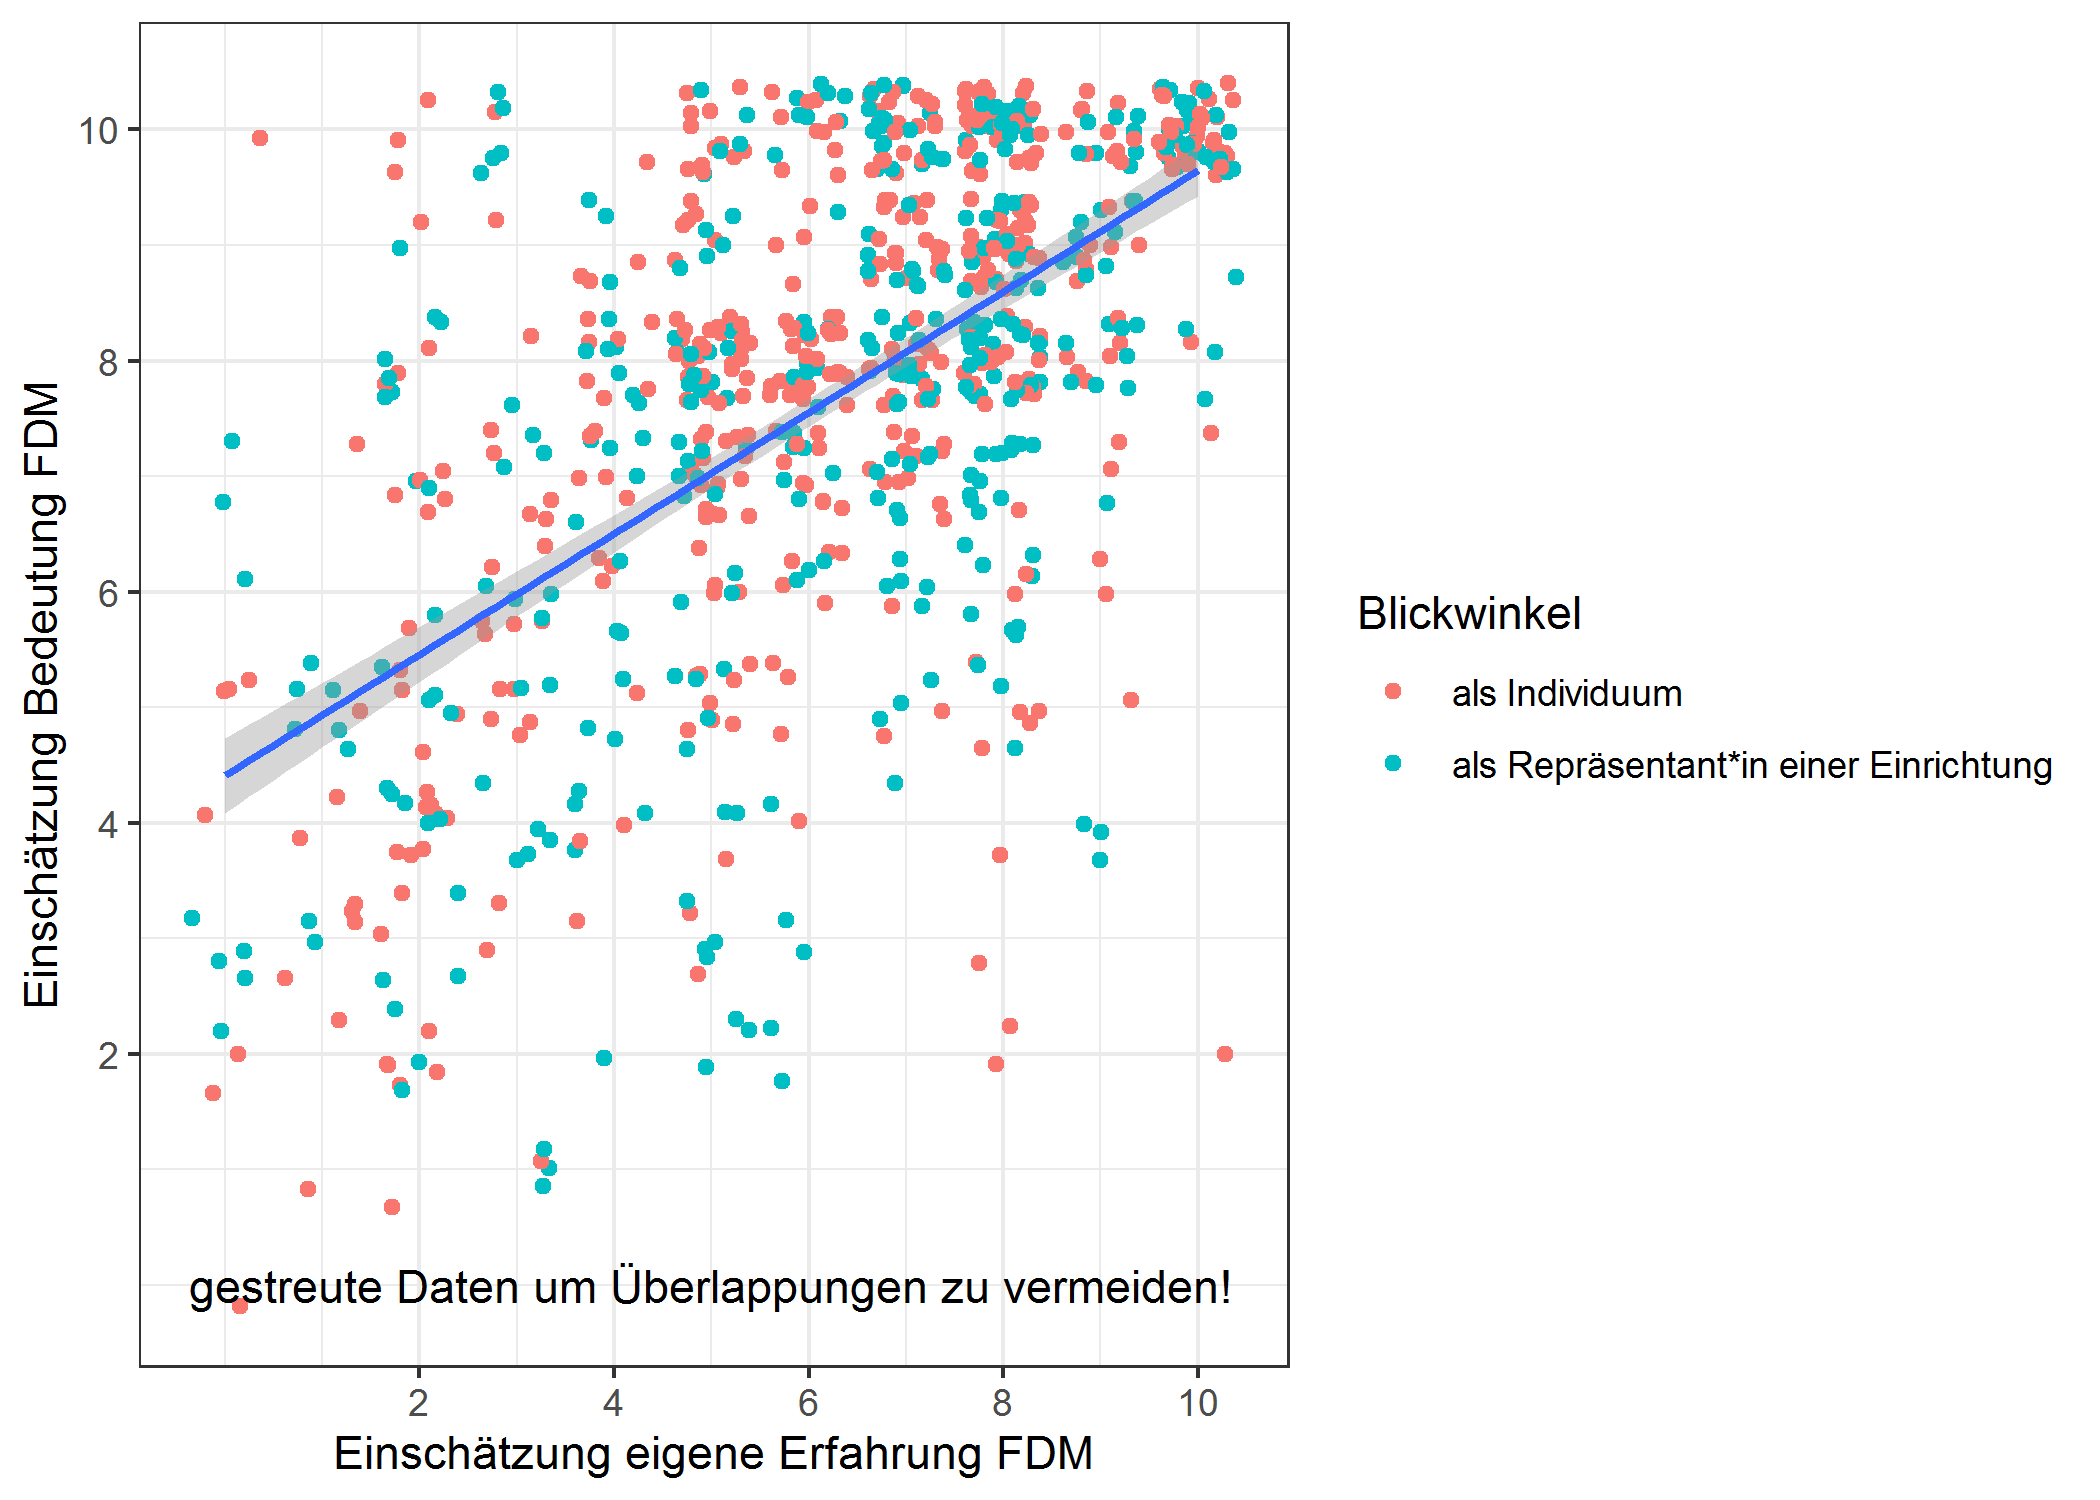 10
8
6
4
2
Einschätzung Bedeutung FDM
gestreute Daten um Überlappungen zu vermeiden!
2 4 6 8 10
Einschätzung eigene Erfahrung FDM
Blickwinkel
als Individuum
als Repräsentant*in einer Einrichtung